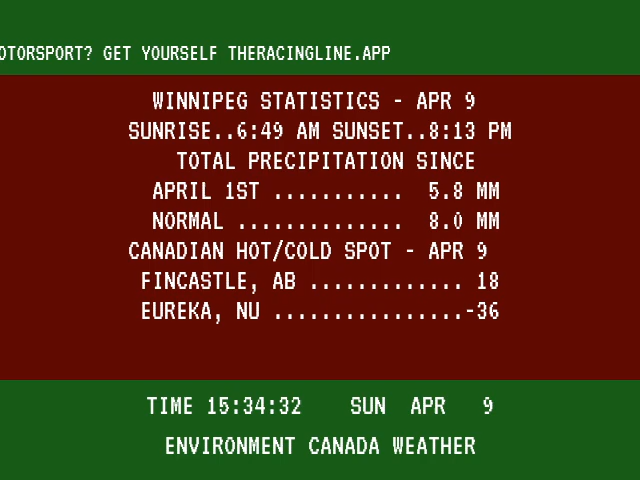 OTORSPORT? GET YOURSELF THERACINGLINE.APP
WINNIPEG STATISTICS - APR 9
SUNRISE..6:49 AM SUNSET..8:13 PM
TOTAL PRECIPITATION SINCE
APRIL 1ST ........... 5.8 MM
NORMAL .............. 8.0 MM
CANADIAN HOT/COLD SPOT - APR 9
FINCASTLE, AB ............. 18
EUREKA, NU ................-36
TIME 15:34:32 SUN APR 9
ENVIRONMENT CANADA WEATHER